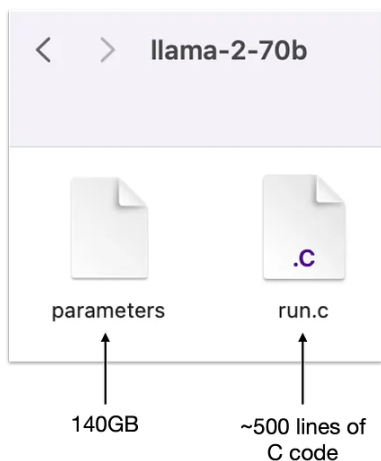 llama-2-70b
.C
parameters
run.c
140GB
~500 lines of
C code